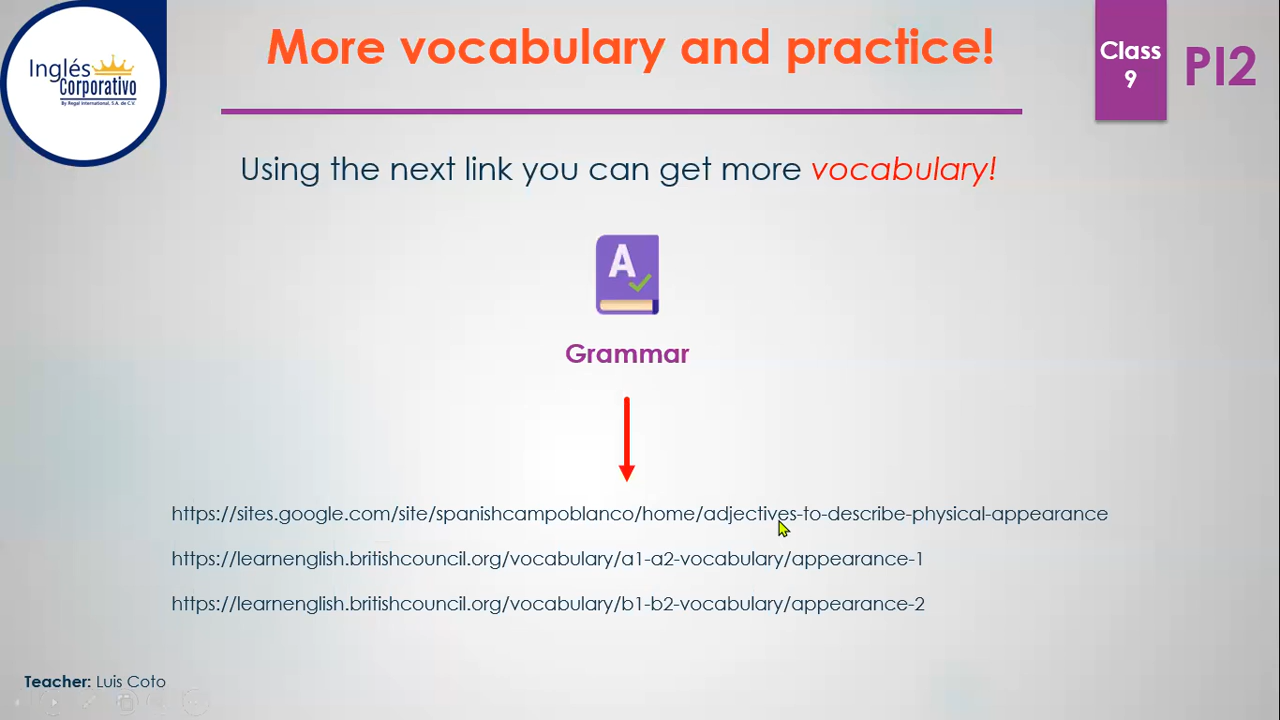 More vocabulary and practice!
Class
9
PI2
Inglés
Corporativo
By Regal International, S.A. de C.V.
Using the next link you can get more vocabulary!
A
Grammar
https://sites.google.com/site/spanishcampoblanco/home/adjectives-to-describe-physical-appearance
https://learnenglish.britishcouncil.org/vocabulary/a1-a2-vocabulary/appearance-1
https://learnenglish.britishcouncil.org/vocabulary/b1-b2-vocabulary/appearance-2
Teacher: Luis Coto